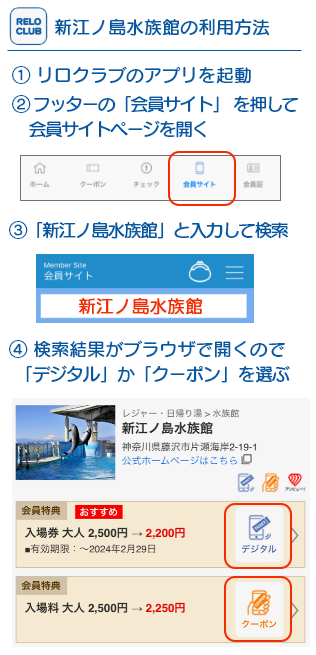 RELO
CLUB
新江ノ島水族館の利用方法
① リロクラブのアプリを起動
② フッターの「会員サイト」 を押して
会員サイトページを開く
ホーム
クーポン
チェック
会員サイト
会員証
③「新江ノ島水族館」と入力して検索
Member Site
会員サイト
新江ノ島水族館
④ 検索結果がブラウザで開くので
「デジタル」か「クーポン」を選ぶ
レジャー・日帰り湯 > 水族館
新江ノ島水族館
神奈川県藤沢市片瀬海岸2-19-1
公式ホームページはこちら
会員特典
おすすめ
入場券 大人 2,500円 → 2,200円
■有効期限：～2024年2月29日
デジタル
会員特典
入場料 大人 2,500円 → 2,250円
クーポン